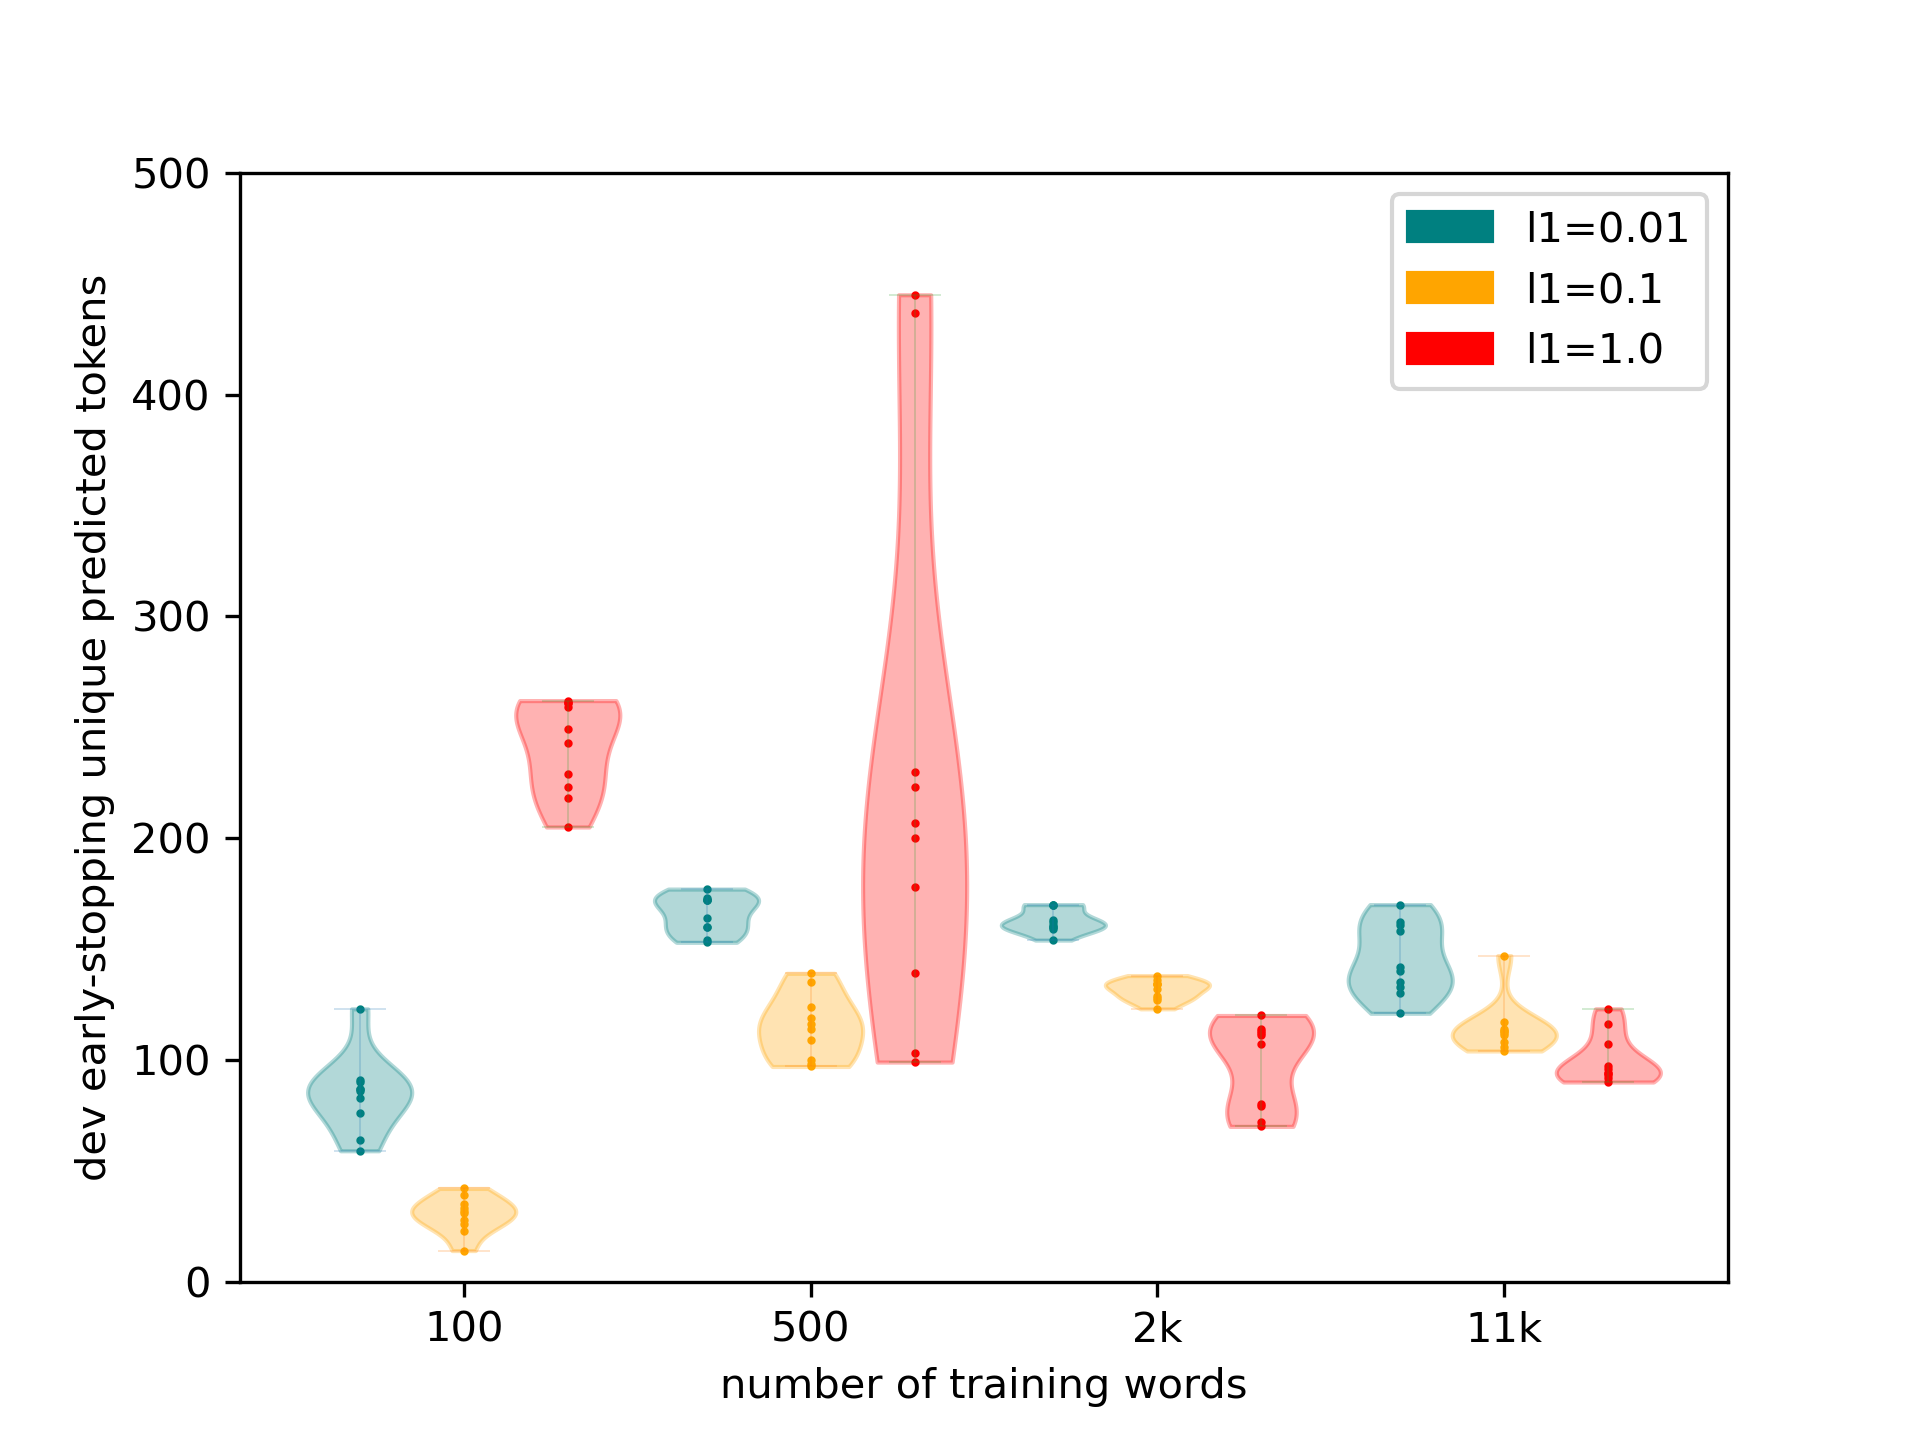 500
400
300
200
100
0
dev early-stopping unique predicted tokens
l1=0.01
l1=0.1
l1=1.0
100 500 2k 11k
number of training words